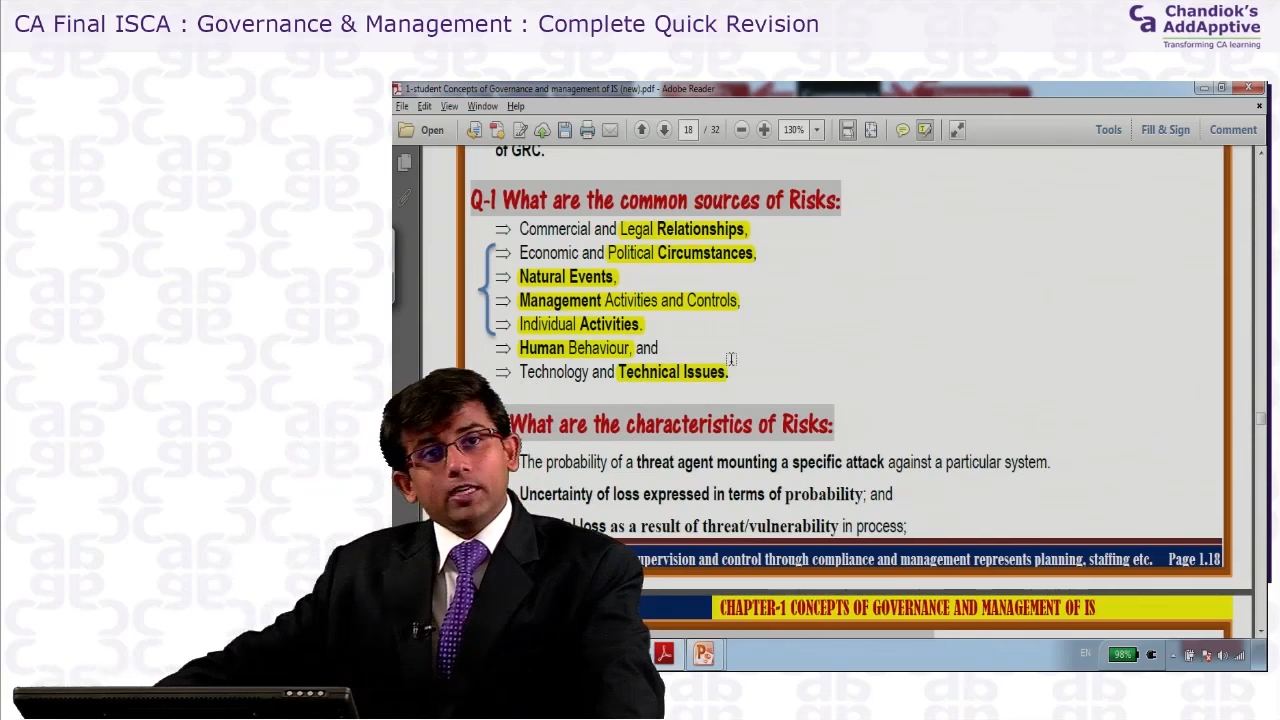 CA Final ISCA : Governance & Management : Complete Quick Revision
Chandiok's
AddApptive
Transforming CA learning
1-student Concepts of Governance and management of IS (new).pdf - Adobe Reader
File Edit View Window Help
Open 18 / 32 130% Tools Fill & Sign Comment
of GRC.
Q-1 What are the common sources of Risks:
⇒ Commercial and Legal Relationships,
⇒ Economic and Political Circumstances,
⇒ Natural Events,
⇒ Management Activities and Controls,
⇒ Individual Activities.
⇒ Human Behaviour, and
⇒ Technology and Technical Issues.
What are the characteristics of Risks:
The probability of a threat agent mounting a specific attack against a particular system.
Uncertainty of loss expressed in terms of probability; and
loss as a result of threat/vulnerability in process;
supervision and control through compliance and management represents planning, staffing etc. Page 1.18
CHAPTER-1 CONCEPTS OF GOVERNANCE AND MANAGEMENT OF IS
EN 98%